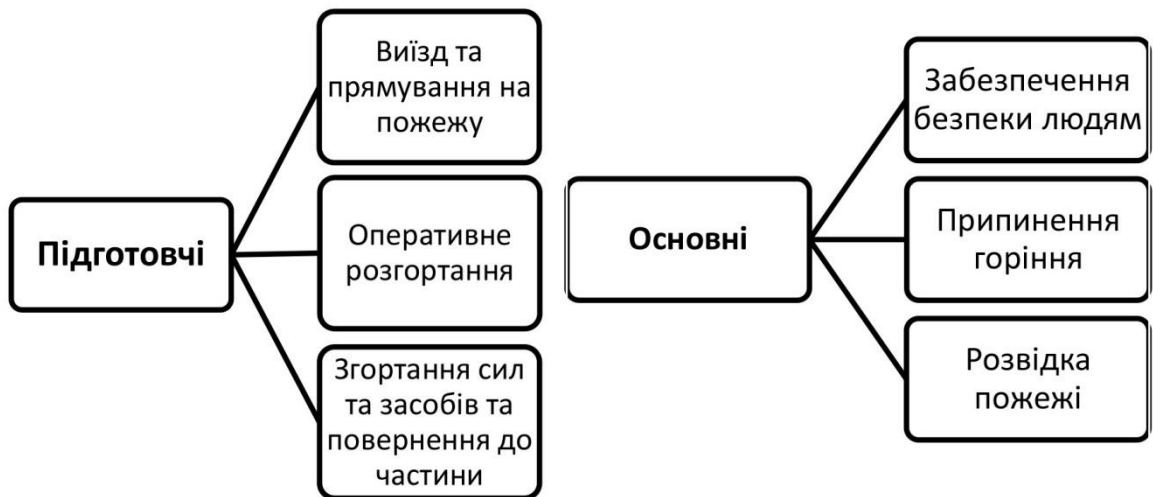 Підготовчі
Виїзд та
прямування на
пожежу
Оперативне
розгортання
Згортання сил
та засобів та
повернення до
частини
Основні
Забезпечення
безпеки людям
Припинення
горіння
Розвідка
пожежі